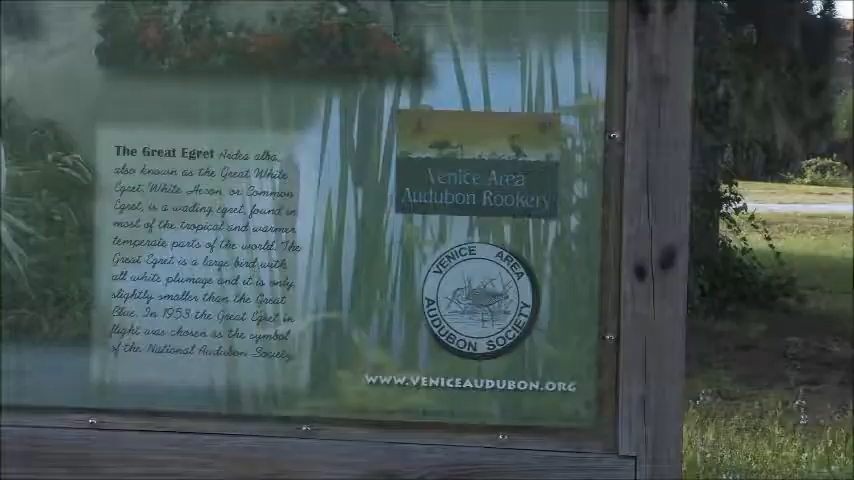 The Great Egret Ardea alba,
also known as the Great White
Egret, White Heron, or Common
Egret, is a wading egret, found in
most of the tropical and warmer
temperate parts of the world. The
Great Egret is a large bird with
all white plumage and it is only
slightly smaller than the Great
Blue. In 1953 the Great Egret in
flight was chosen as the symbol
of the National Audubon Society.
Venice Area
Audubon Rookery
VENICE AREA
AUDUBON SOCIETY
WWW.VENICEAUDUBON.ORG